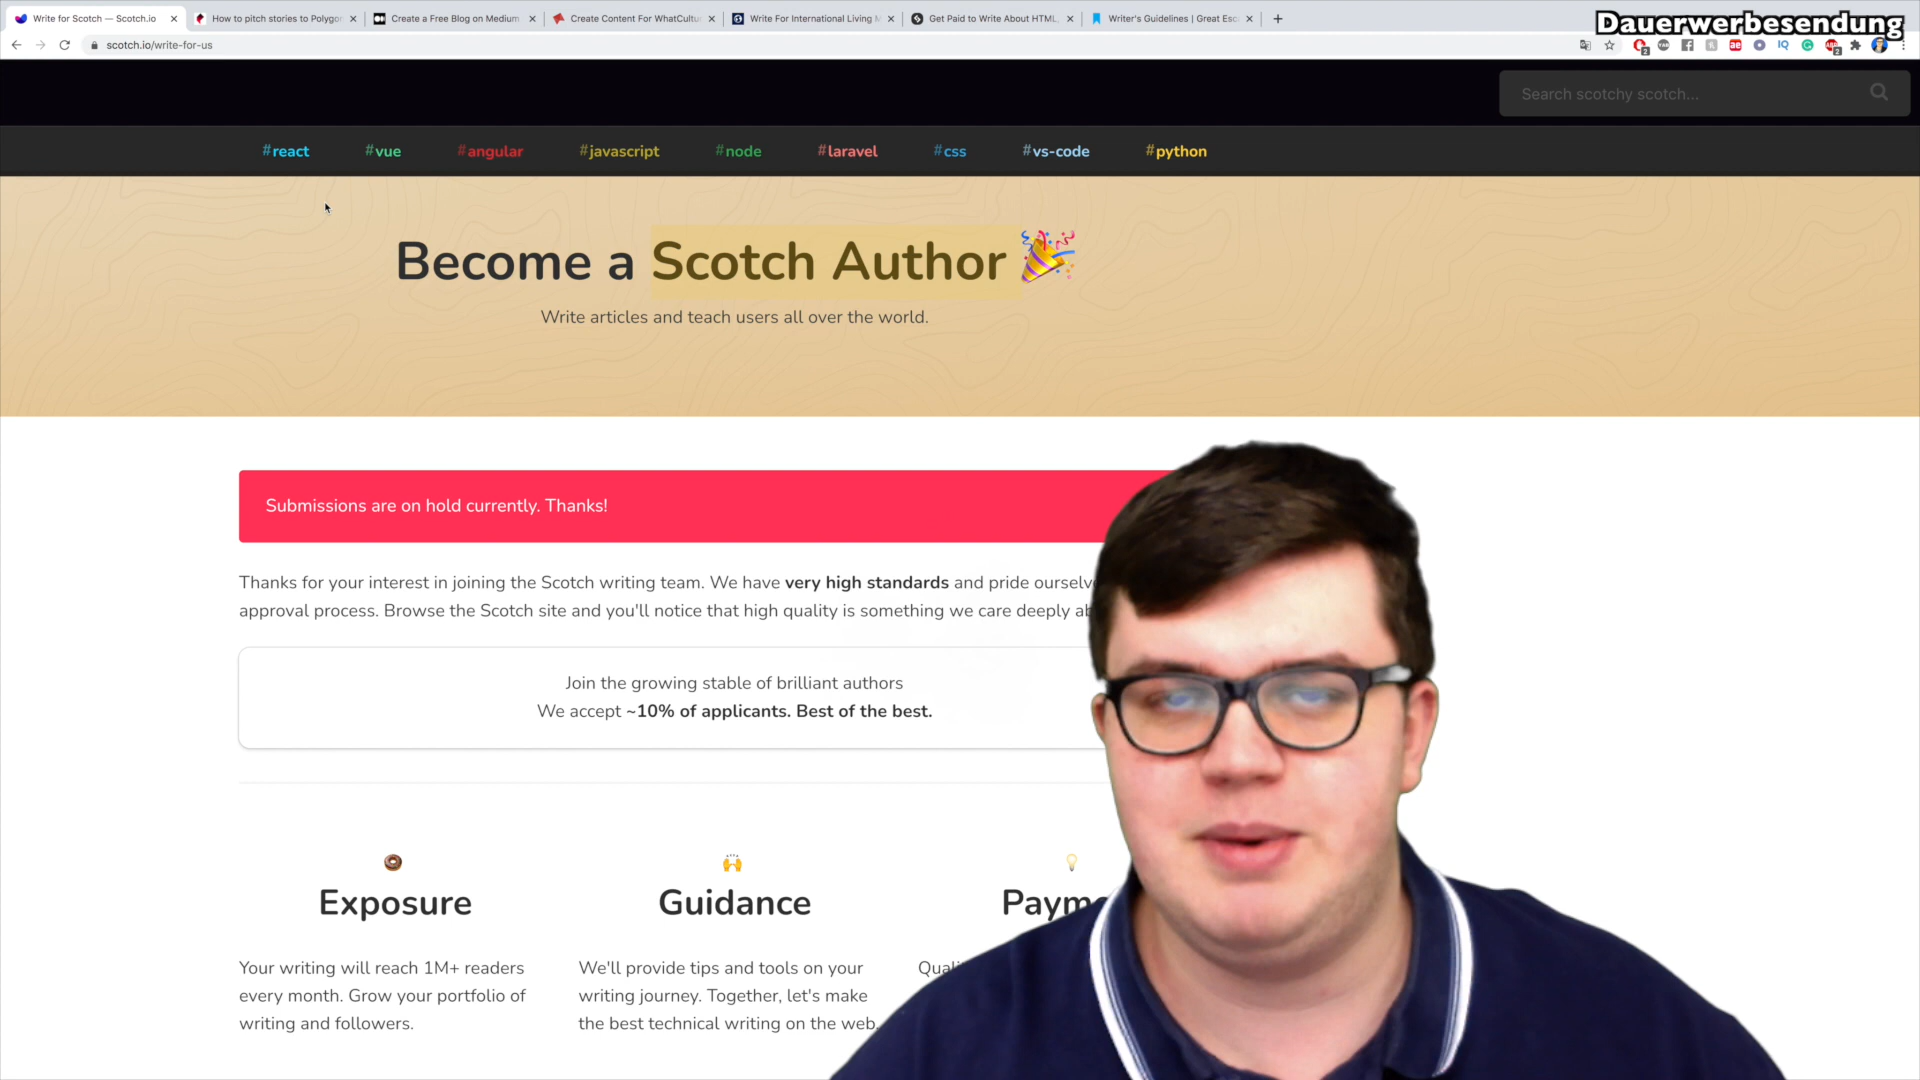 Write for Scotch — Scotch.io
How to pitch stories to Polygon
Create a Free Blog on Medium
Create Content For WhatCultu
Write For International Living
Get Paid to Write About HTML,
Writer's Guidelines | Great Esc
Dauerwerbesendung
scotch.io/write-for-us
Search scotchy scotch...
#react #vue #angular #javascript #node #laravel #css #vs-code #python
Become a Scotch Author
Write articles and teach users all over the world.
Submissions are on hold currently. Thanks!
Thanks for your interest in joining the Scotch writing team. We have very high standards and pride ourselve
approval process. Browse the Scotch site and you'll notice that high quality is something we care deeply ab
Join the growing stable of brilliant authors
We accept ~10% of applicants. Best of the best.
Exposure
Your writing will reach 1M+ readers
every month. Grow your portfolio of
writing and followers.
Guidance
We'll provide tips and tools on your
writing journey. Together, let's make
the best technical writing on the web.
Paym
Quali